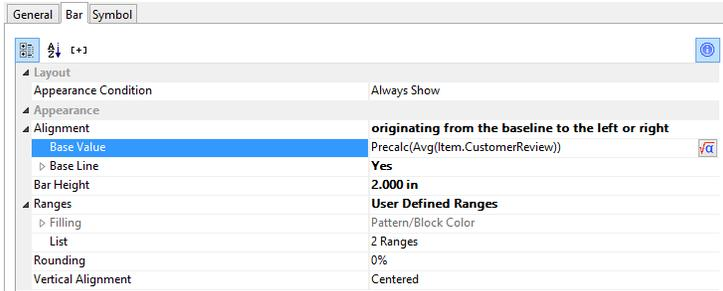 General Bar Symbol
A Z [+]
Layout
Appearance Condition Always Show
Appearance
Alignment originating from the baseline to the left or right
Base Value Precalc(Avg(Item.CustomerReview)) √α
Base Line Yes
Bar Height 2.000 in
Ranges User Defined Ranges
Filling Pattern/Block Color
List 2 Ranges
Rounding 0%
Vertical Alignment Centered